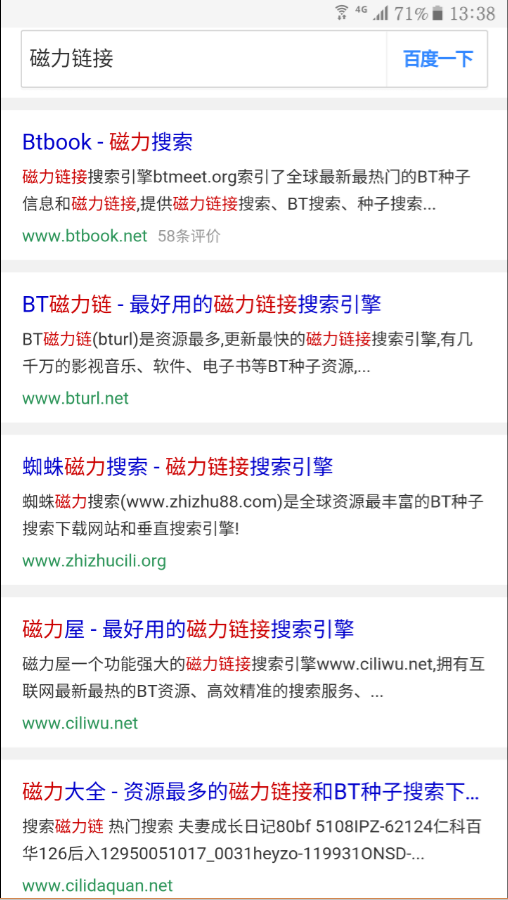 4G 71% 13:38
磁力链接 百度一下
Btbook - 磁力搜索
磁力链接搜索引擎btmeet.org索引了全球最新最热门的BT种子
信息和磁力链接,提供磁力链接搜索、BT搜索、种子搜索...
www.btbook.net 58条评价
BT磁力链 - 最好用的磁力链接搜索引擎
BT磁力链(bturl)是资源最多,更新最快的磁力链接搜索引擎,有几
千万的影视音乐、软件、电子书等BT种子资源,...
www.bturl.net
蜘蛛磁力搜索 - 磁力链接搜索引擎
蜘蛛磁力搜索(www.zhizhu88.com)是全球资源最丰富的BT种子
搜索下载网站和垂直搜索引擎!
www.zhizhucili.org
磁力屋 - 最好用的磁力链接搜索引擎
磁力屋一个功能强大的磁力链接搜索引擎www.ciliwu.net,拥有互
联网最新最热的BT资源、高效精准的搜索服务、...
www.ciliwu.net
磁力大全 - 资源最多的磁力链接和BT种子搜索下...
搜索磁力链 热门搜索 夫妻成长日记80bf 5108IPZ-62124仁科百
华126后入12950051017_0031heyzo-119931ONSD-...
www.cilidaquan.net